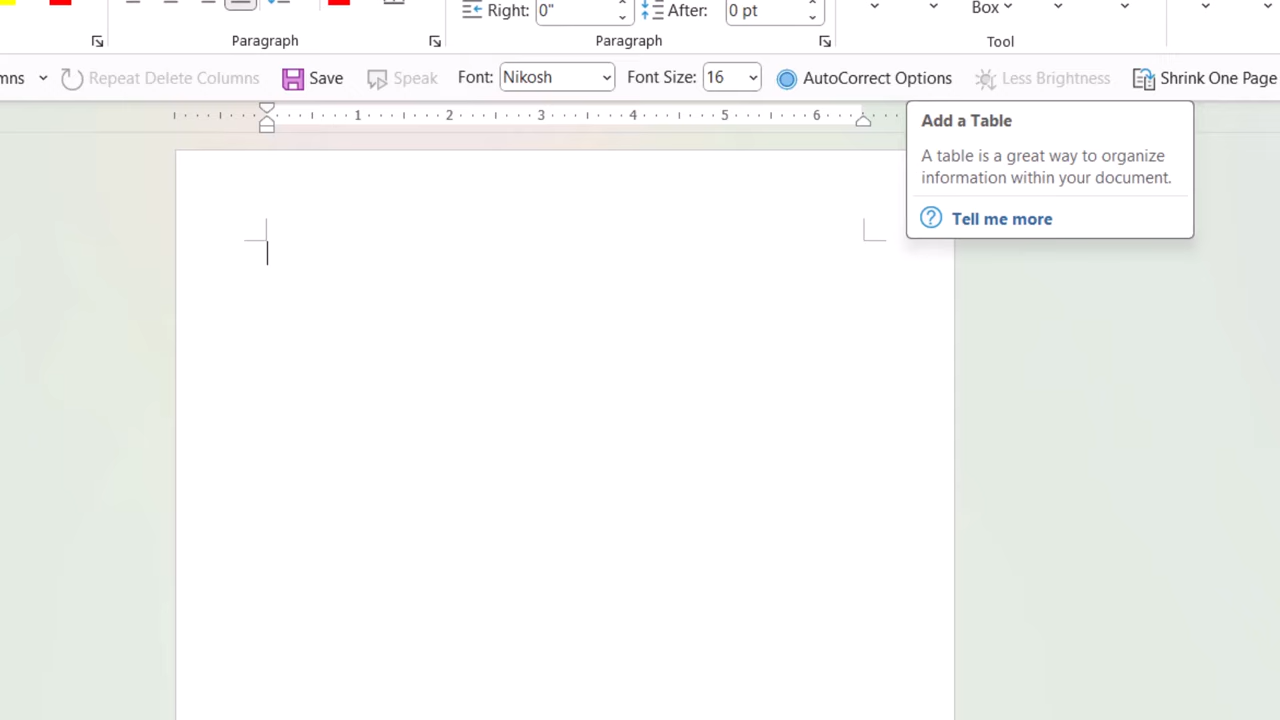 Right: 0" After: 0 pt Box
Paragraph Paragraph Tool
Repeat Delete Columns Save Speak Font: Nikosh Font Size: 16 AutoCorrect Options Less Brightness Shrink One Page
1 2 3 4 5 6
Add a Table
A table is a great way to organize
information within your document.
Tell me more